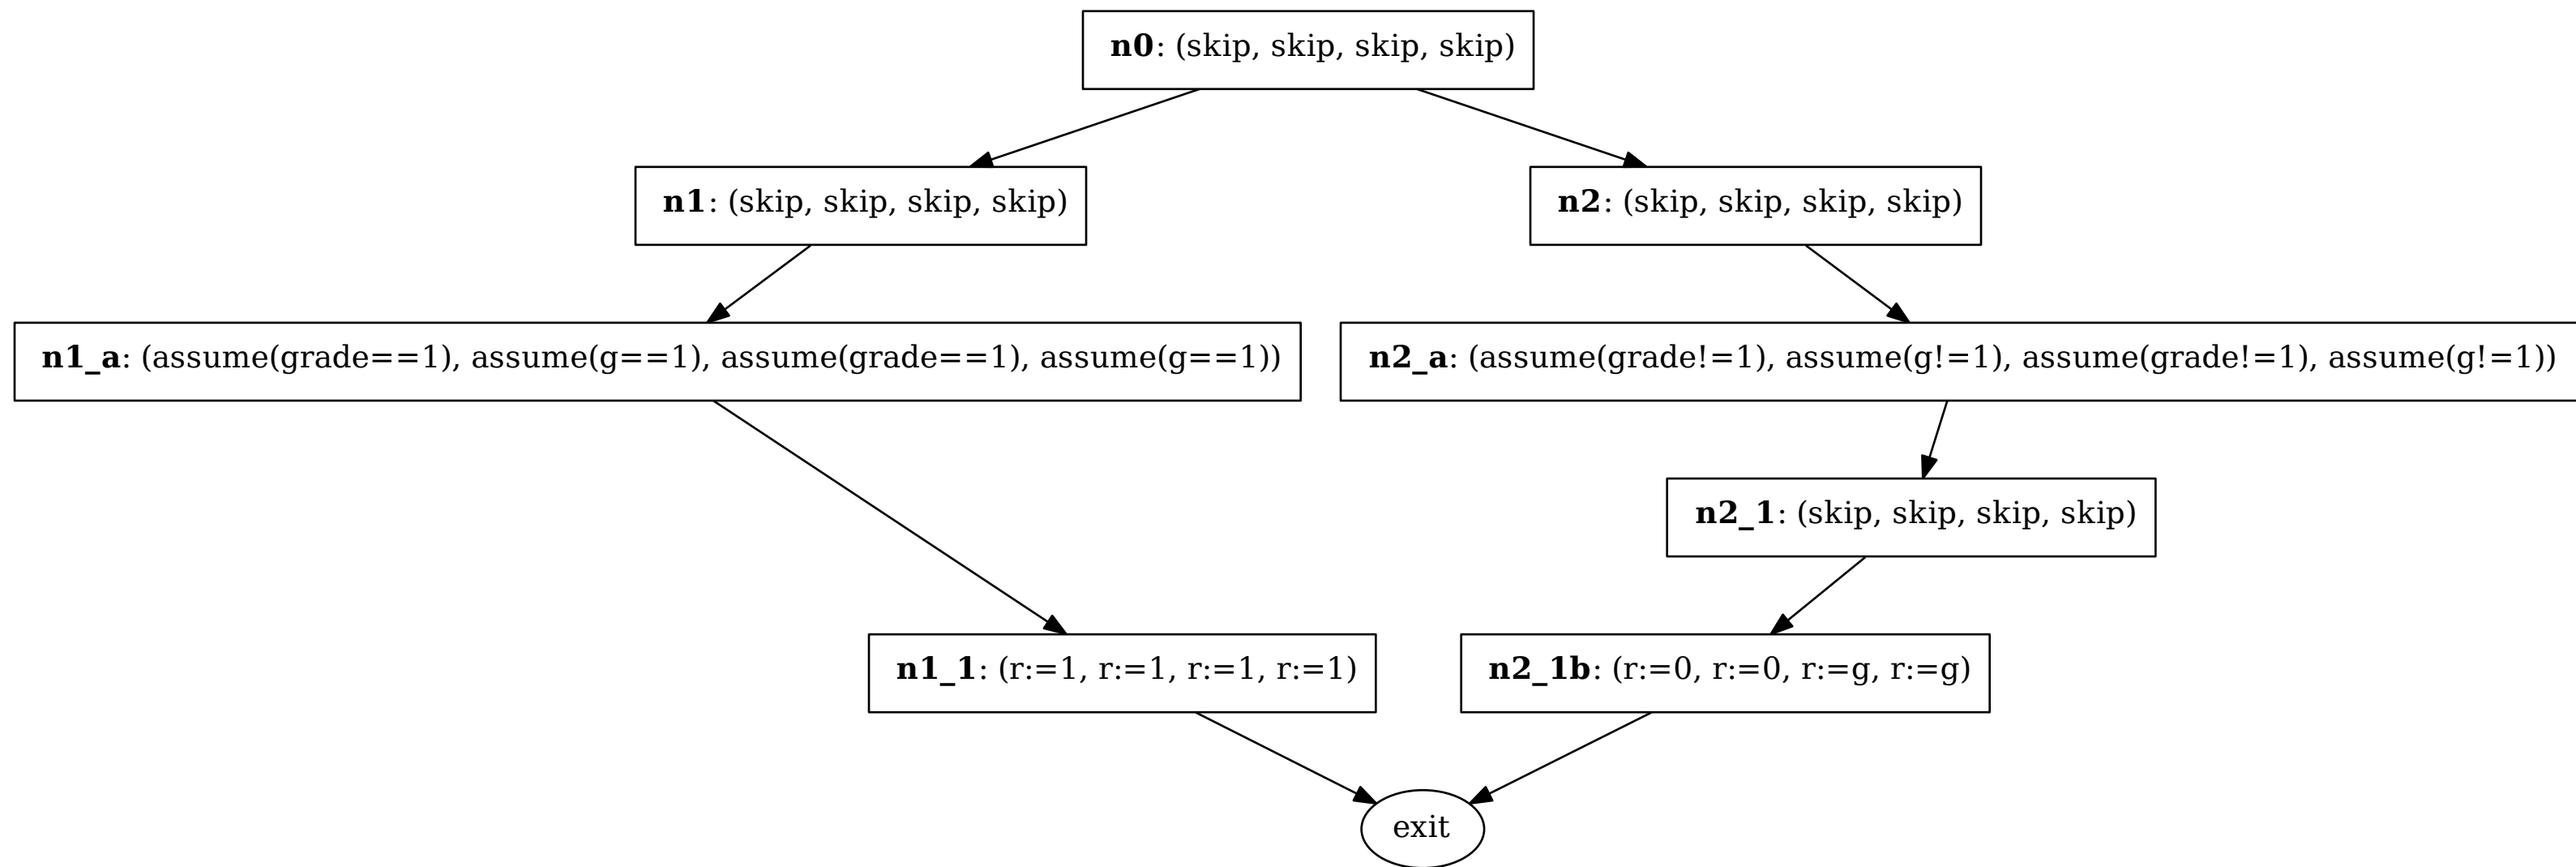 n0: (skip, skip, skip, skip)
n1: (skip, skip, skip, skip)
n2: (skip, skip, skip, skip)
n1_a: (assume(grade==1), assume(g==1), assume(grade==1), assume(g==1))
n2_a: (assume(grade!=1), assume(g!=1), assume(grade!=1), assume(g!=1))
n2_1: (skip, skip, skip, skip)
n1_1: (r:=1, r:=1, r:=1, r:=1)
n2_1b: (r:=0, r:=0, r:=g, r:=g)
exit